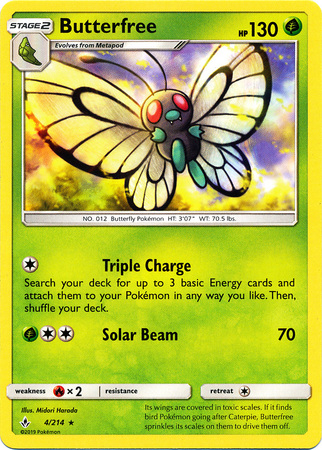 STAGE2 Butterfree HP 130
Evolves from Metapod
NO. 012 Butterfly Pokémon HT: 3'07" WT: 70.5 lbs.
Triple Charge
Search your deck for up to 3 basic Energy cards and
attach them to your Pokémon in any way you like. Then,
shuffle your deck.
Solar Beam 70
weakness × 2 resistance retreat
Illus. Midori Harada
4/214
©2019 Pokémon
Its wings are covered in toxic scales. If it finds
bird Pokémon going after Caterpie, Butterfree
sprinkles its scales on them to drive them off.